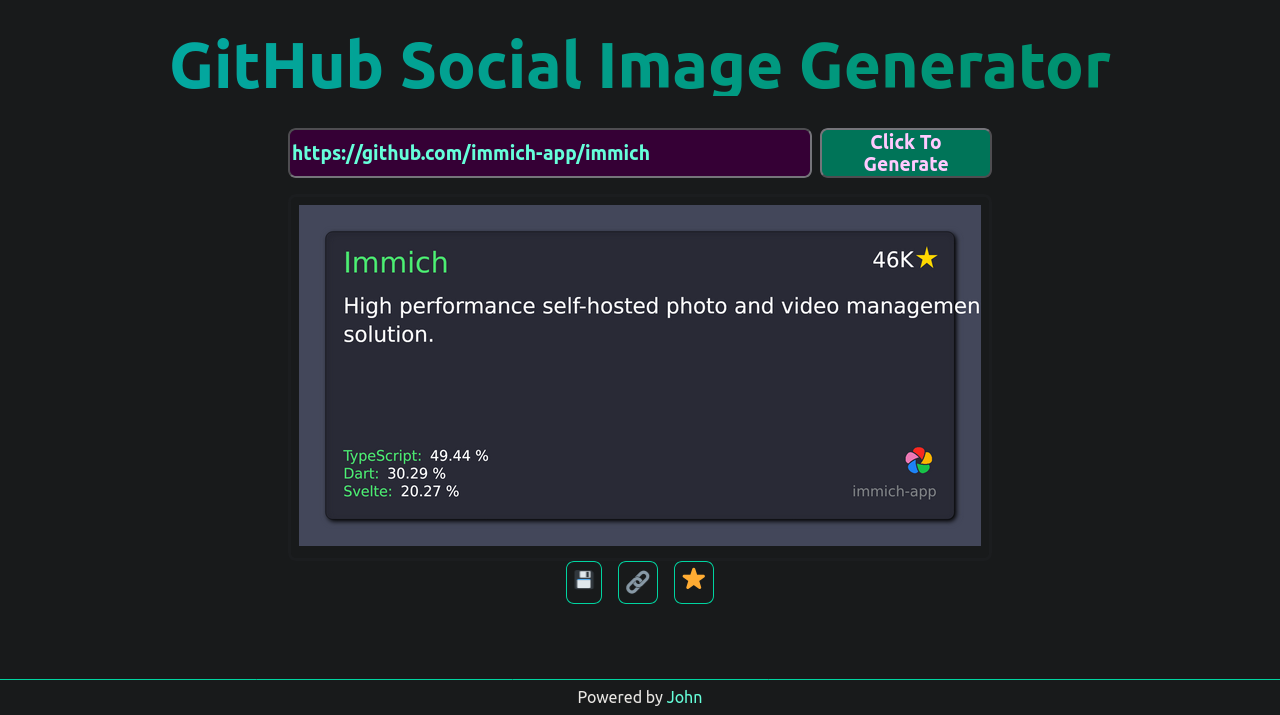 GitHub Social Image Generator
https://github.com/immich-app/immich
Click To
Generate
Immich
46K
High performance self-hosted photo and video managemen
solution.
TypeScript: 49.44 %
Dart: 30.29 %
Svelte: 20.27 %
immich-app
Powered by John